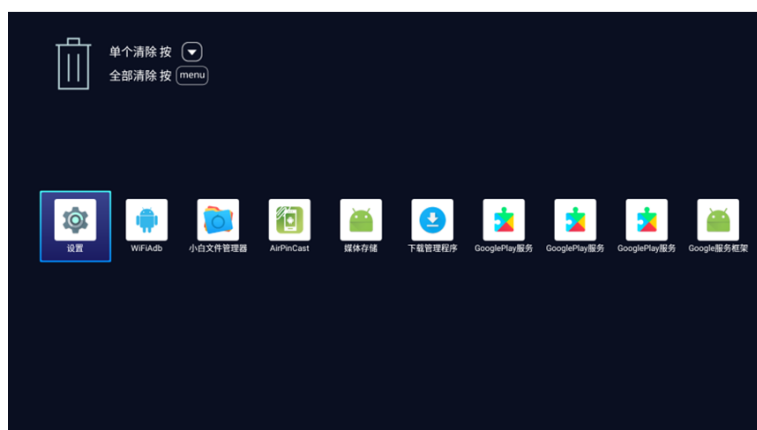 单个清除 按
全部清除 按 menu
设置
WiFiAdb
小白文件管理器
AirPinCast
媒体存储
下载管理程序
GooglePlay服务
GooglePlay服务
GooglePlay服务
Google服务框架